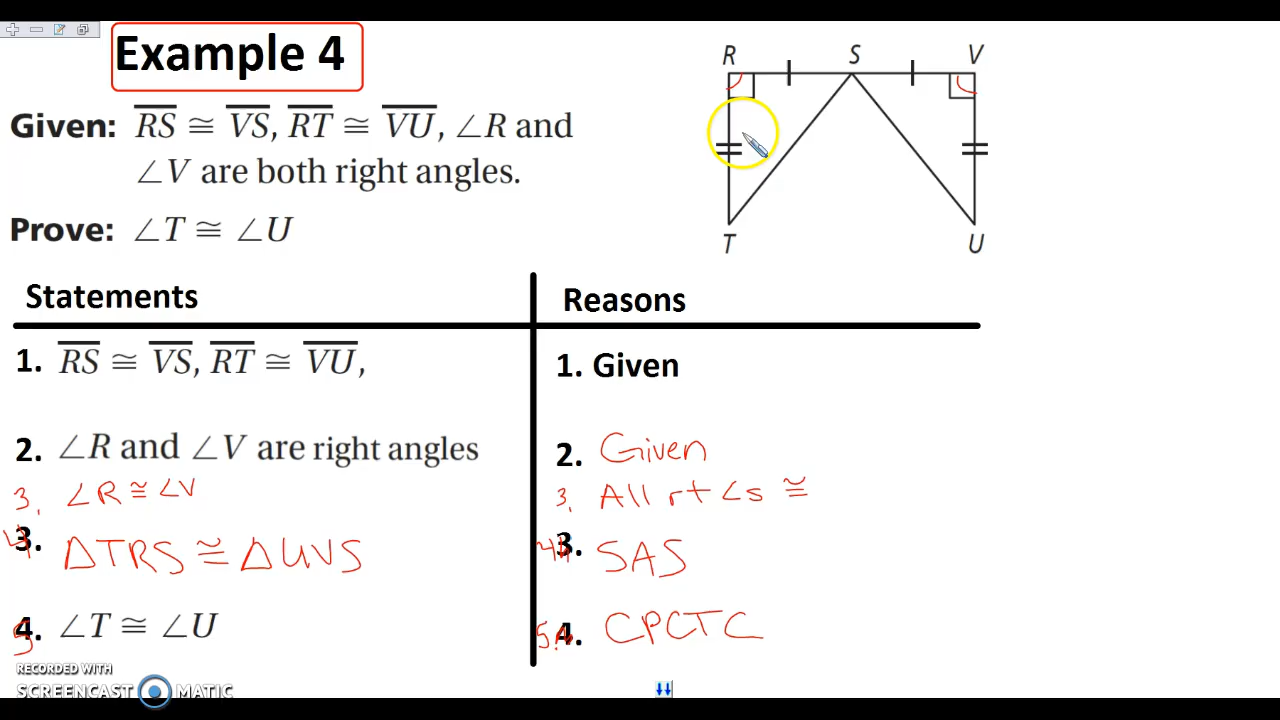 Example 4
R S V
Given: RS ≅ VS, RT ≅ VU, ∠R and
∠V are both right angles.
Prove: ∠T ≅ ∠U
T U
Statements Reasons
1. RS ≅ VS, RT ≅ VU, 1. Given
2. ∠R and ∠V are right angles 2. Given
3. ∠R ≅ ∠V 3. All rt ∠s ≅
3. 4. △TRS ≅ △UVS 3. 4. SAS
4. 5 ∠T ≅ ∠U 4. 5. CPCTC
RECORDED WITH
SCREENCAST MATIC